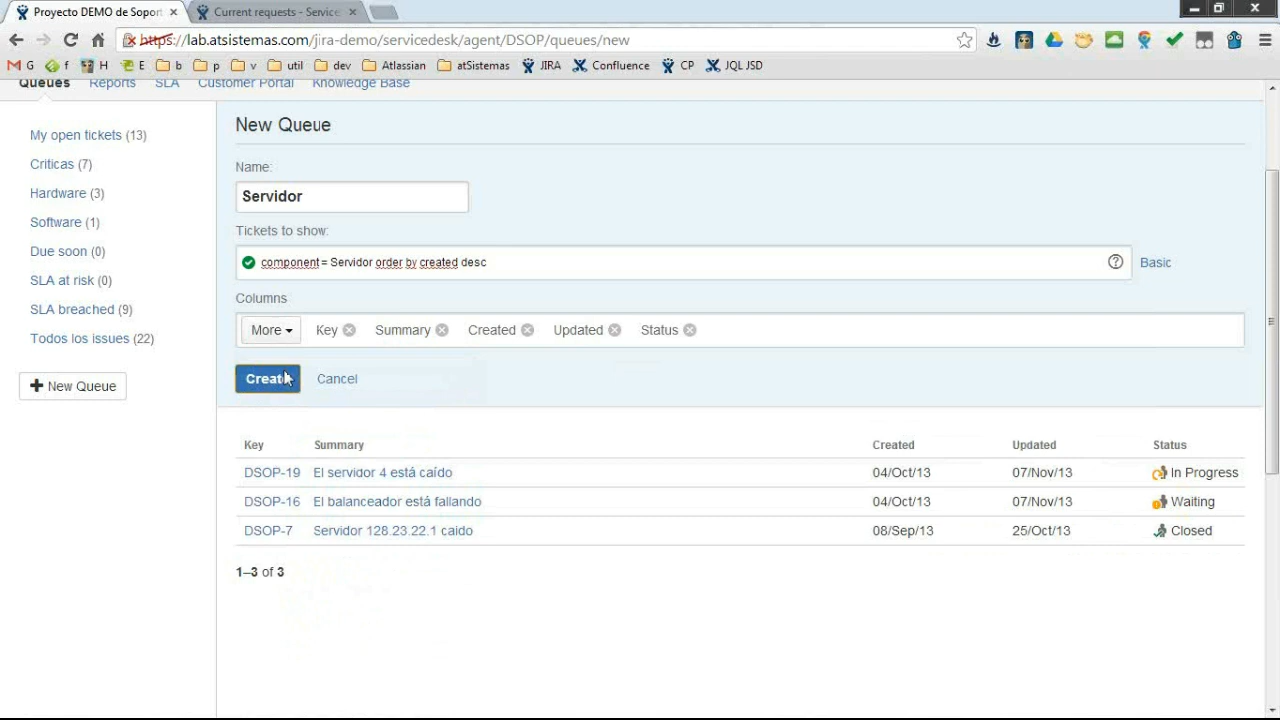 Proyecto DEMO de Soport
Current requests - Service
https://lab.atsistemas.com/jira-demo/servicedesk/agent/DSOP/queues/new
G f H E b p v util dev Atlassian atSistemas JIRA Confluence CP JQL JSD
Queues Reports SLA Customer Portal Knowledge Base
My open tickets (13)
Criticas (7)
Hardware (3)
Software (1)
Due soon (0)
SLA at risk (0)
SLA breached (9)
Todos los issues (22)
New Queue
New Queue
Name:
Servidor
Tickets to show:
component = Servidor order by created desc
Basic
Columns
More Key Summary Created Updated Status
Create Cancel
Key Summary Created Updated Status
DSOP-19 El servidor 4 está caído 04/Oct/13 07/Nov/13 In Progress
DSOP-16 El balanceador está fallando 04/Oct/13 07/Nov/13 Waiting
DSOP-7 Servidor 128.23.22.1 caido 08/Sep/13 25/Oct/13 Closed
1–3 of 3